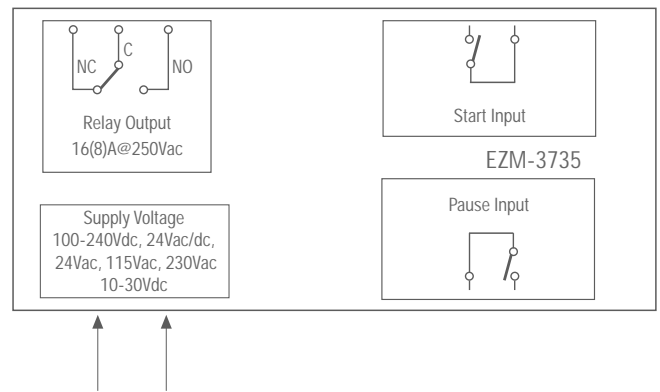 NC
C
NO
Relay Output
16(8)A@250Vac
Start Input
EZM-3735
Supply Voltage
100-240Vdc, 24Vac/dc,
24Vac, 115Vac, 230Vac
10-30Vdc
Pause Input